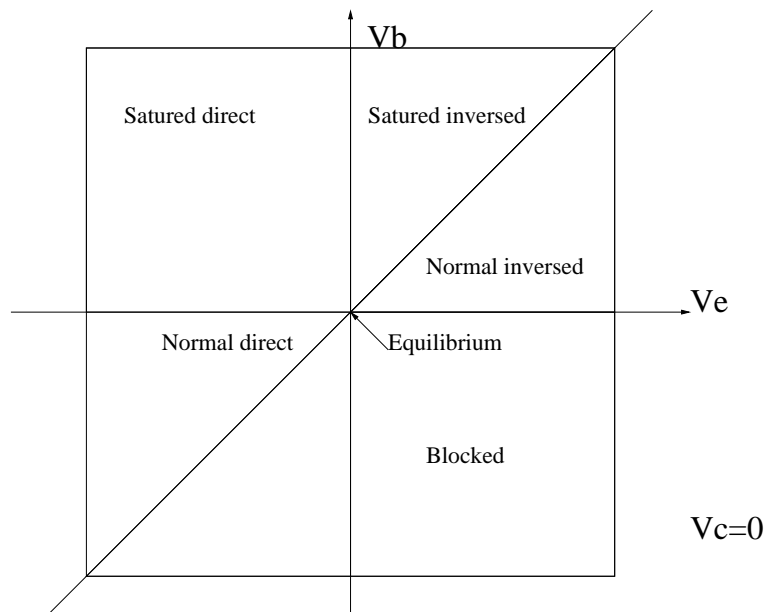 Vb
Satured direct
Satured inversed
Normal inversed
Ve
Normal direct
Equilibrium
Blocked
Vc=0